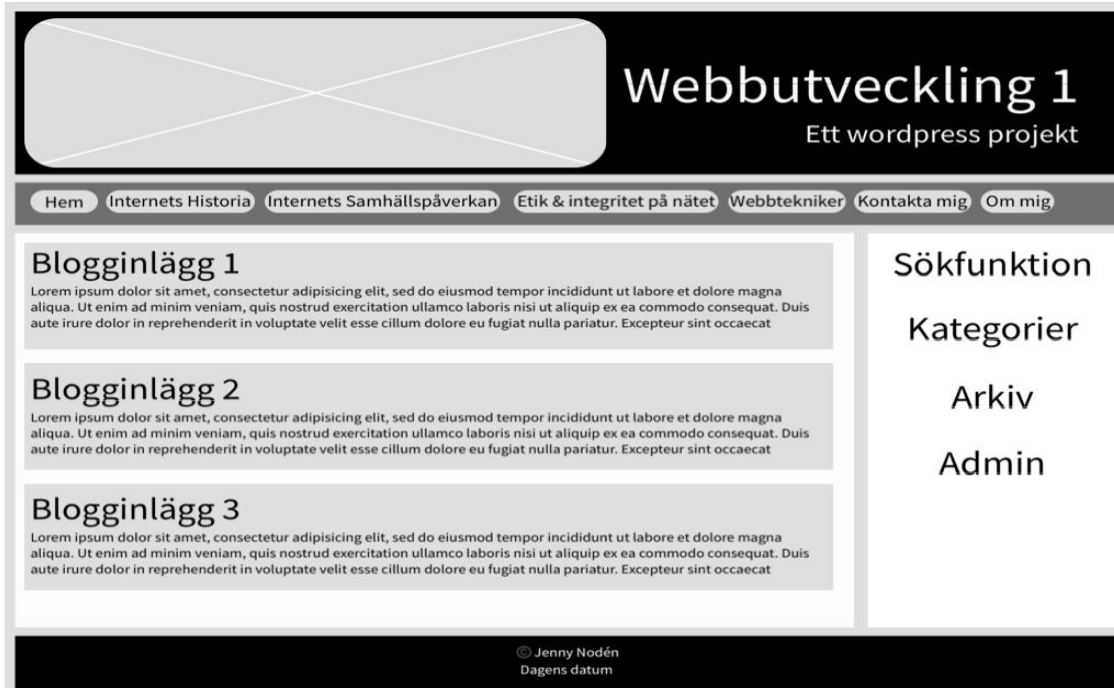 Webbutveckling 1
Ett wordpress projekt
Hem Internets Historia Internets Samhällspåverkan Etik & integritet på nätet Webbtekniker Kontakta mig Om mig
Blogginlägg 1
Lorem ipsum dolor sit amet, consectetur adipisicing elit, sed do eiusmod tempor incididunt ut labore et dolore magna
aliqua. Ut enim ad minim veniam, quis nostrud exercitation ullamco laboris nisi ut aliquip ex ea commodo consequat. Duis
aute irure dolor in reprehenderit in voluptate velit esse cillum dolore eu fugiat nulla pariatur. Excepteur sint occaecat
Blogginlägg 2
Lorem ipsum dolor sit amet, consectetur adipisicing elit, sed do eiusmod tempor incididunt ut labore et dolore magna
aliqua. Ut enim ad minim veniam, quis nostrud exercitation ullamco laboris nisi ut aliquip ex ea commodo consequat. Duis
aute irure dolor in reprehenderit in voluptate velit esse cillum dolore eu fugiat nulla pariatur. Excepteur sint occaecat
Blogginlägg 3
Lorem ipsum dolor sit amet, consectetur adipisicing elit, sed do eiusmod tempor incididunt ut labore et dolore magna
aliqua. Ut enim ad minim veniam, quis nostrud exercitation ullamco laboris nisi ut aliquip ex ea commodo consequat. Duis
aute irure dolor in reprehenderit in voluptate velit esse cillum dolore eu fugiat nulla pariatur. Excepteur sint occaecat
Sökfunktion
Kategorier
Arkiv
Admin
© Jenny Nodén
Dagens datum